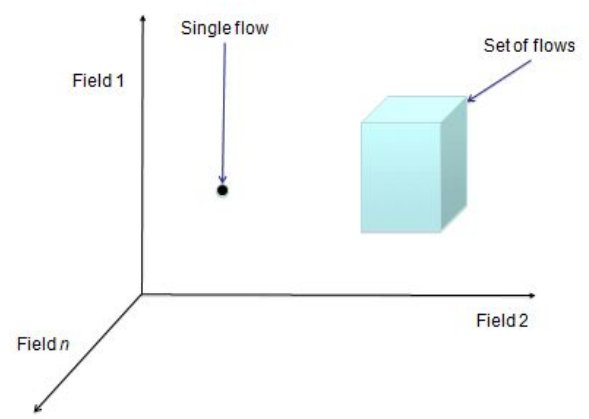 Single flow
Set of flows
Field 1
Field 2
Field n